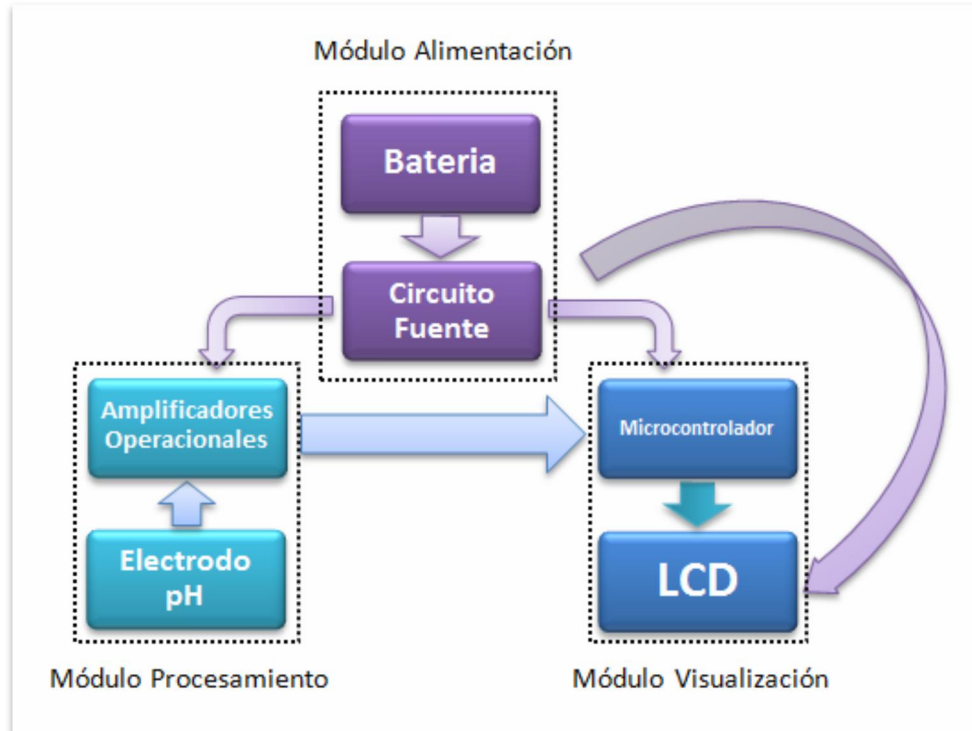 Módulo Alimentación
Bateria
Circuito
Fuente
Amplificadores
Operacionales
Microcontrolador
Electrodo
pH
LCD
Módulo Procesamiento
Módulo Visualización